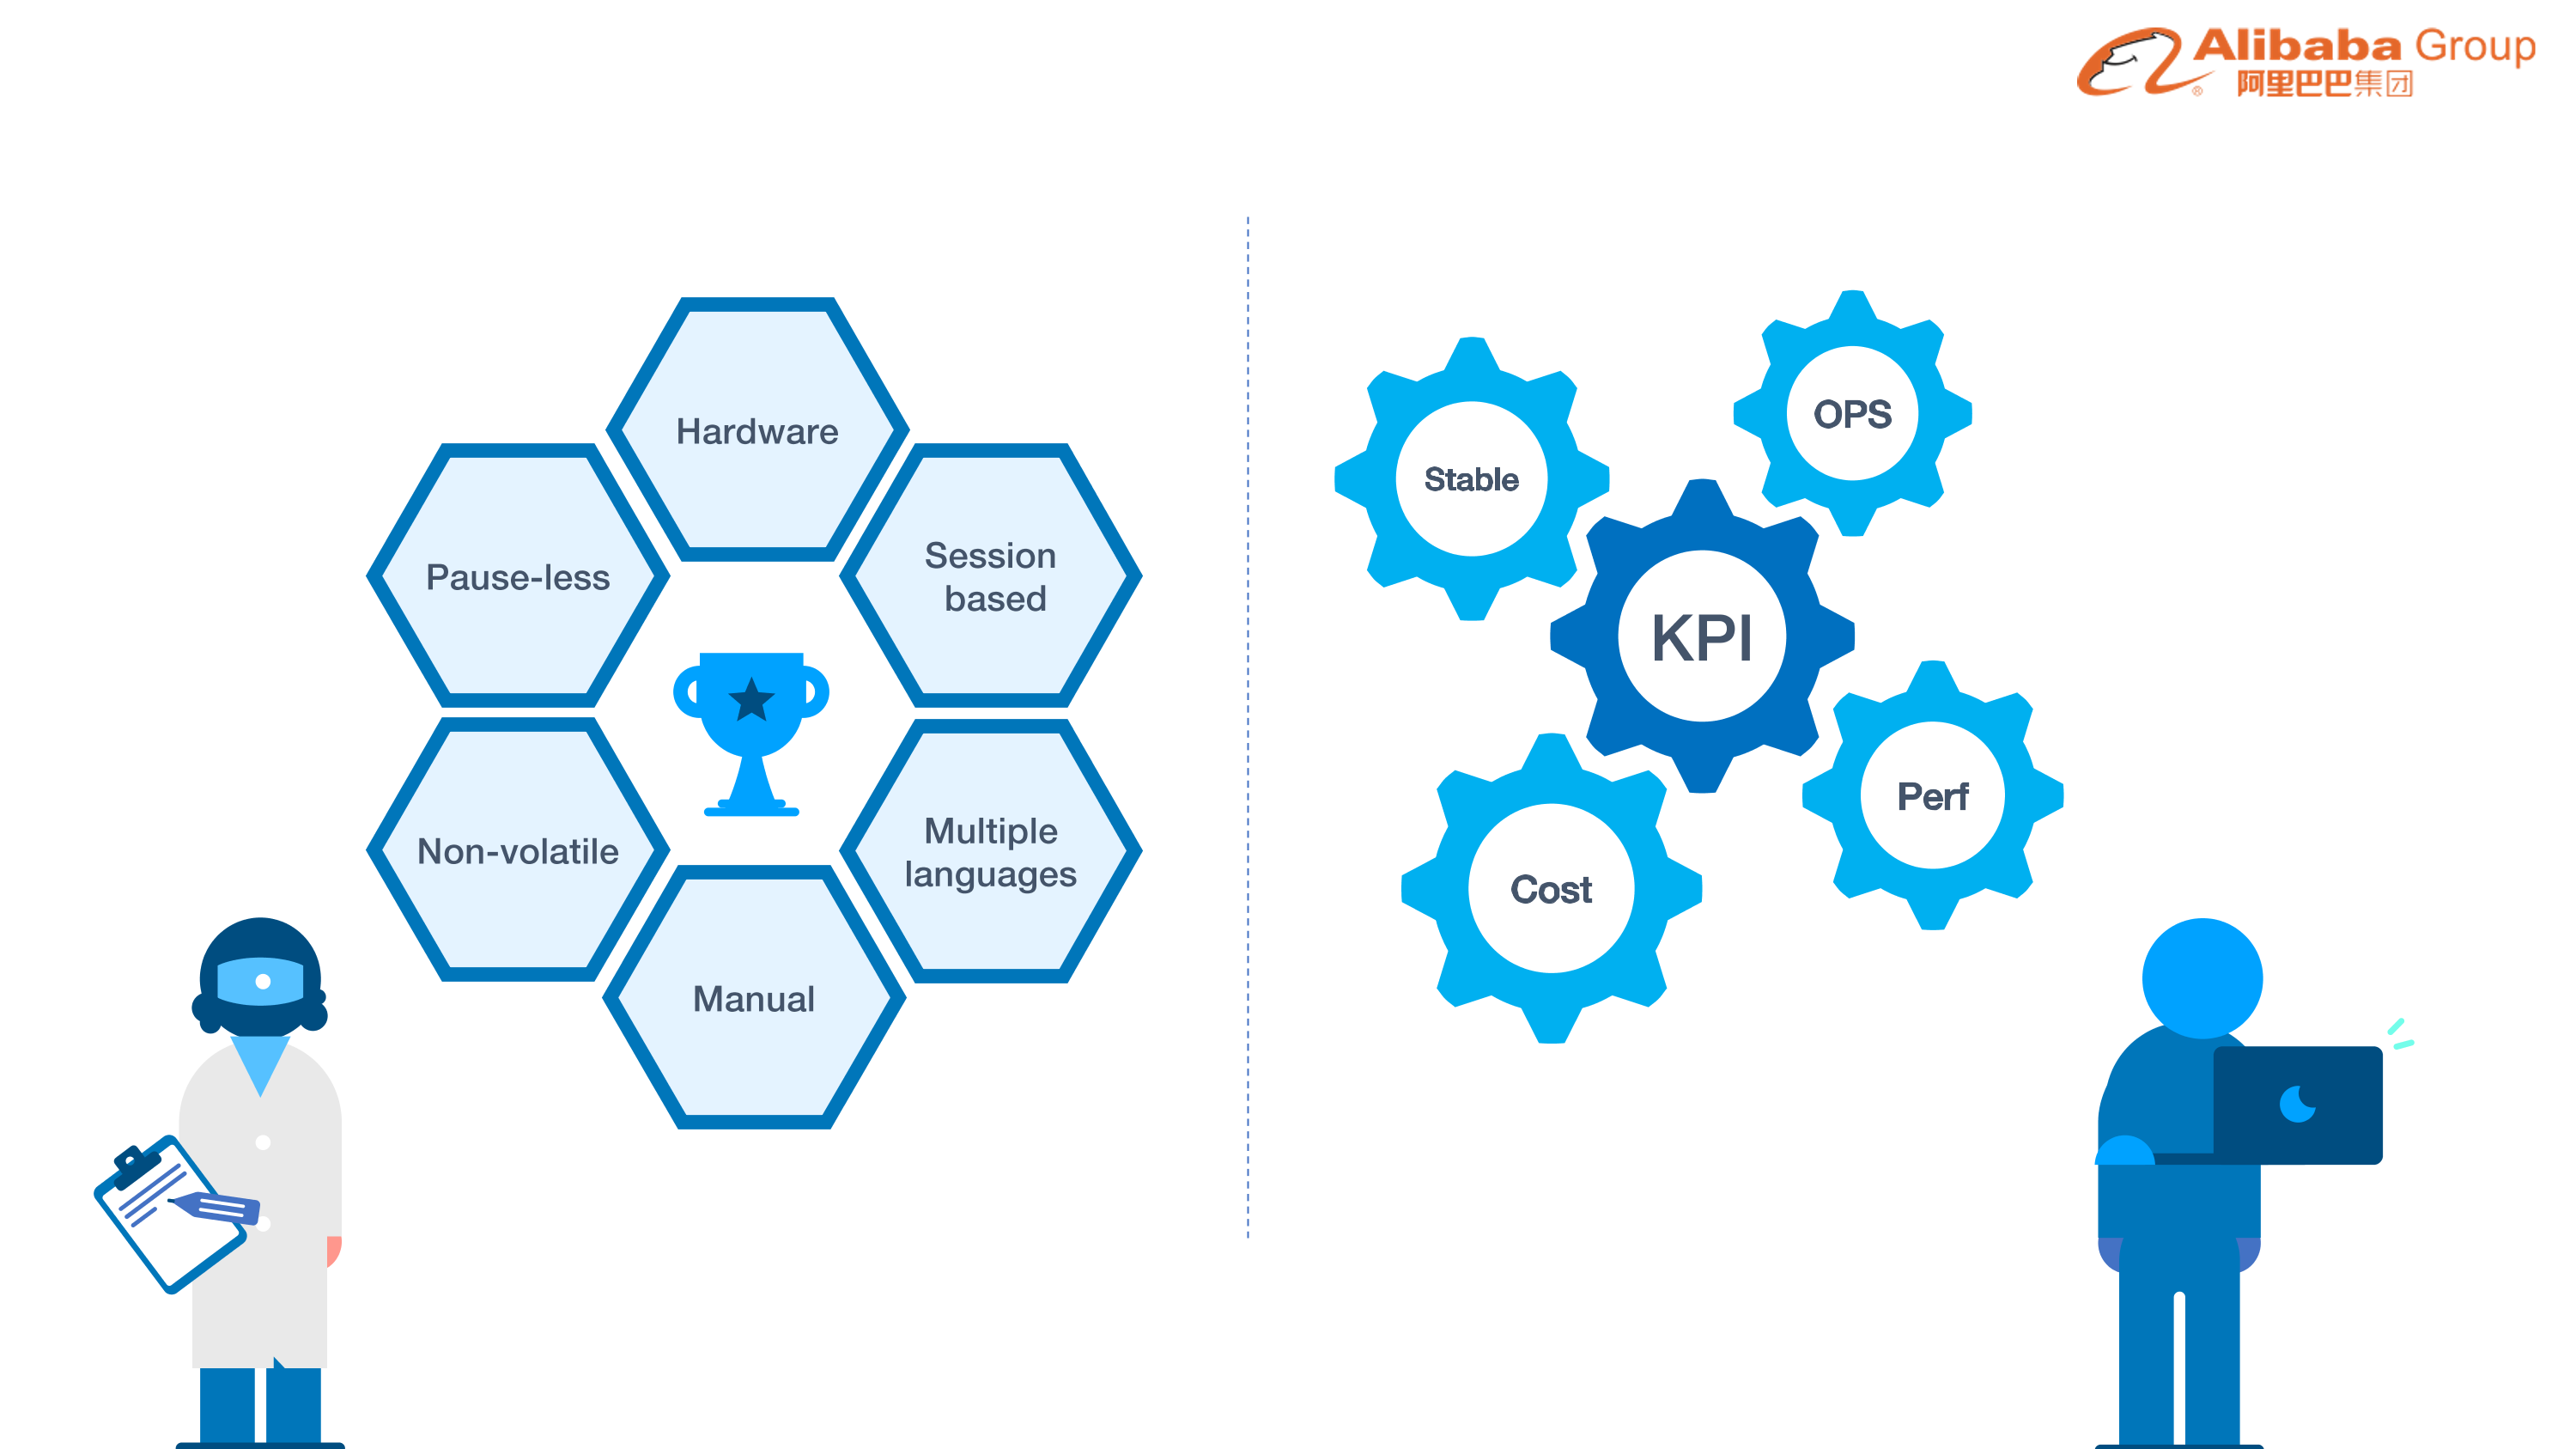 Alibaba Group
阿里巴巴集团
®
Hardware
Pause-less
Session
based
Non-volatile
Multiple
languages
Manual
OPS
Stable
KPI
Perf
Cost